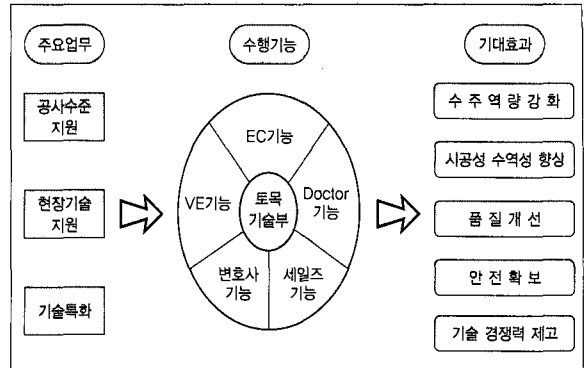 주요업무
수행기능
기대효과
공사수준
지원
현장기술
지원
기술특화
EC기능
VE기능
Doctor
기능
토목
기술부
변호사
기능
세일즈
기능
수 주 역 량 강 화
시공성 수역성 향상
품 질 개 선
안 전 확 보
기술 경쟁력 제고